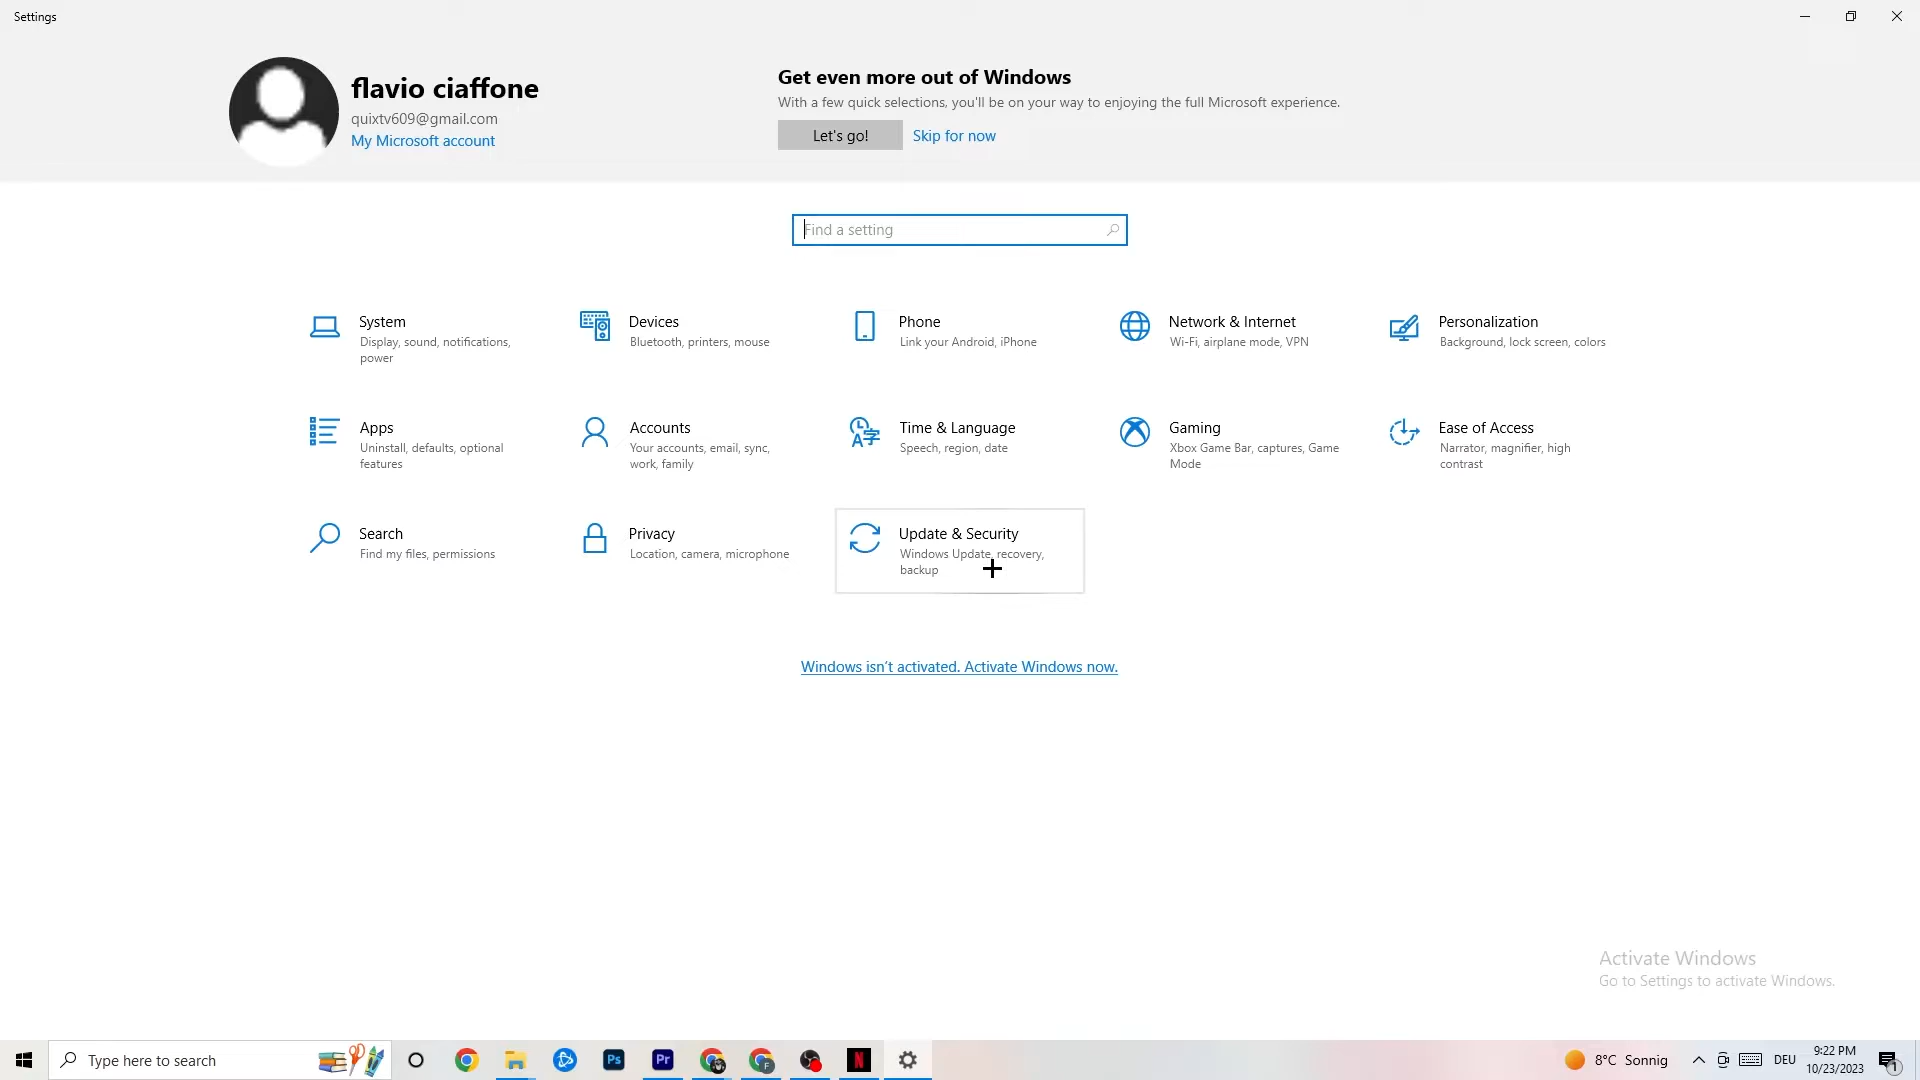 Settings
flavio ciaffone
quixtv609@gmail.com
My Microsoft account
Get even more out of Windows
With a few quick selections, you'll be on your way to enjoying the full Microsoft experience.
Let's go! Skip for now
Find a setting
System
Display, sound, notifications,
power
Devices
Bluetooth, printers, mouse
Phone
Link your Android, iPhone
Network & Internet
Wi-Fi, airplane mode, VPN
Personalization
Background, lock screen, colors
Apps
Uninstall, defaults, optional
features
Accounts
Your accounts, email, sync,
work, family
Time & Language
Speech, region, date
Gaming
Xbox Game Bar, captures, Game
Mode
Ease of Access
Narrator, magnifier, high
contrast
Search
Find my files, permissions
Privacy
Location, camera, microphone
Update & Security
Windows Update, recovery,
backup
Windows isn't activated. Activate Windows now.
Activate Windows
Go to Settings to activate Windows.
Type here to search
Ps
Pr
F
N
8°C Sonnig
DEU
9:22 PM
10/23/2023
1